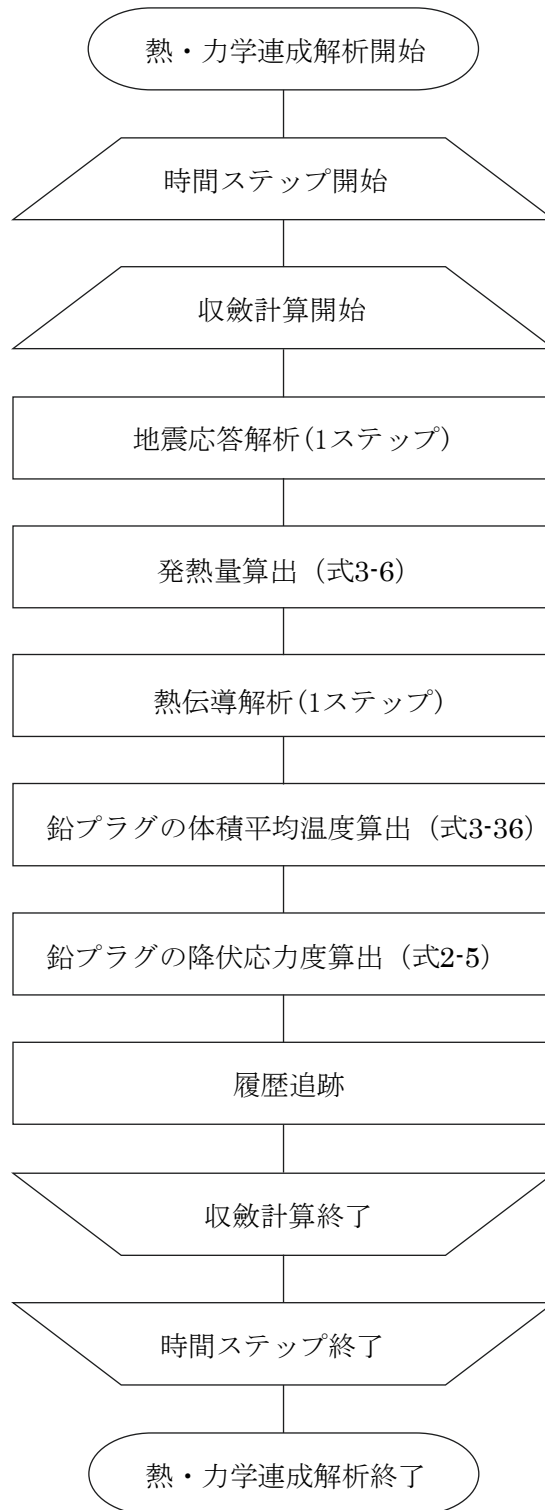 熱・力学連成解析開始
時間ステップ開始
収斂計算開始
地震応答解析(1ステップ)
発熱量算出（式3-6）
熱伝導解析(1ステップ)
鉛プラグの体積平均温度算出（式3-36）
鉛プラグの降伏応力度算出（式2-5）
履歴追跡
収斂計算終了
時間ステップ終了
熱・力学連成解析終了